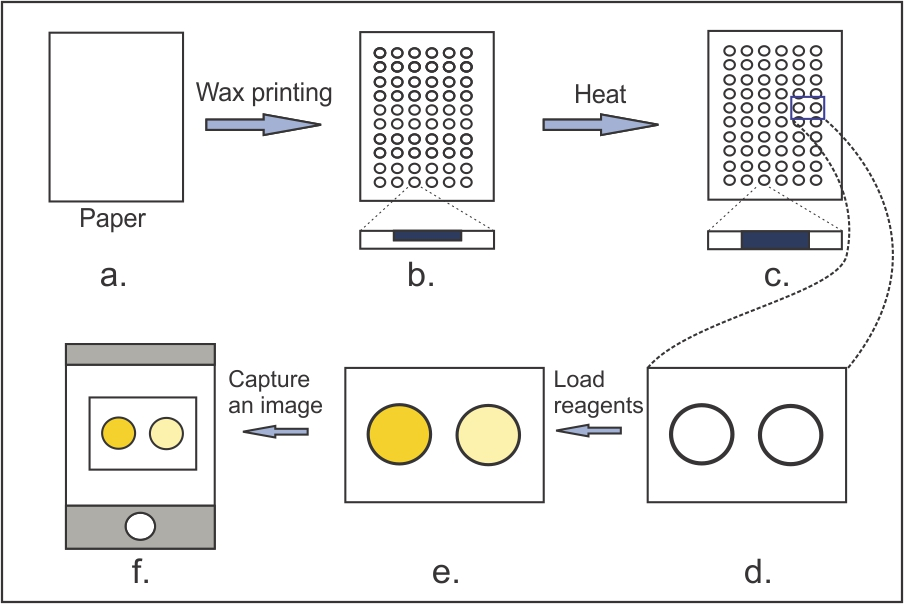 Wax printing
Heat
Paper
a.
b.
c.
Capture
an image
Load
reagents
f.
e.
d.